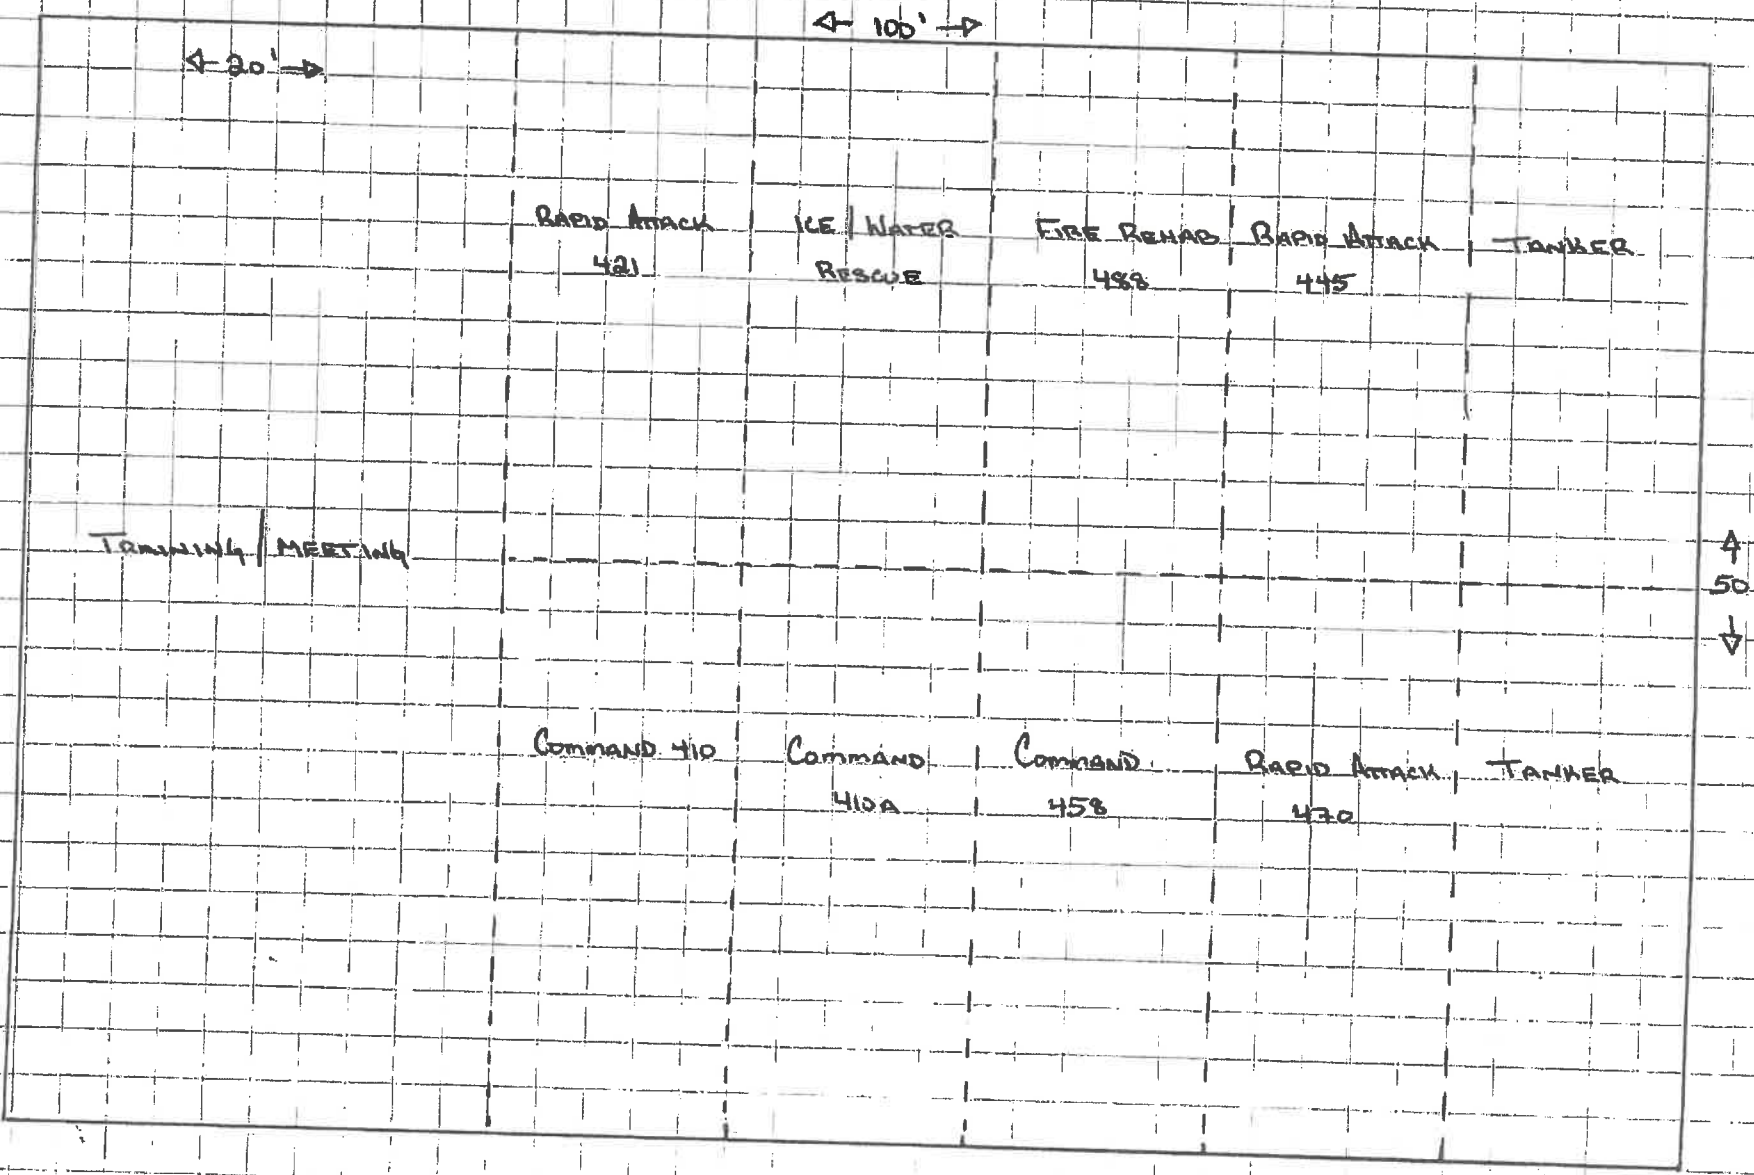 100'
20'
RAPID ATTACK
421
ICE / WATER
RESCUE
FIRE REHAB
488
RAPID ATTACK
445
TANKER
TRAINING / MEETING
50
COMMAND 410
COMMAND
410A
COMMAND
458
RAPID ATTACK
470
TANKER